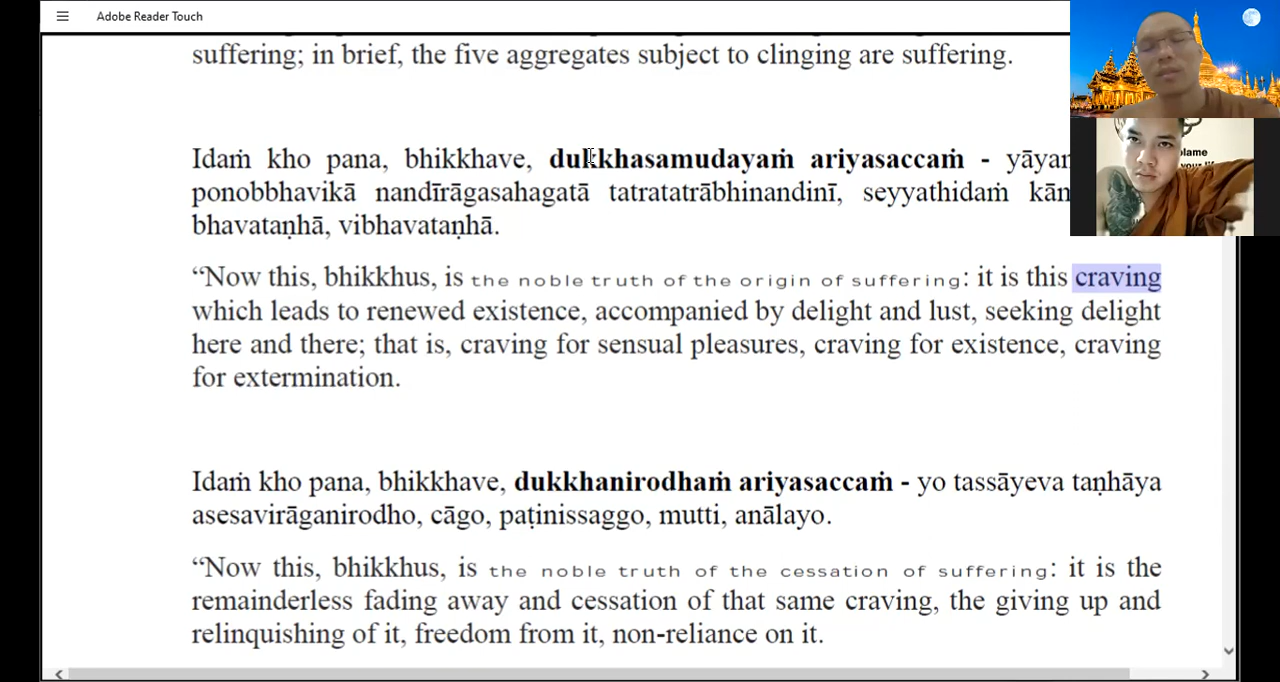 Adobe Reader Touch
suffering; in brief, the five aggregates subject to clinging are suffering.
Idaṁ kho pana, bhikkhave, dukkhasamudayaṁ ariyasaccaṁ - yāyaṁ
ponobbhavikā nandīrāgasahagatā tatratatrābhinandinī, seyyathidaṁ
bhavataṇhā, vibhavataṇhā.
“Now this, bhikkhus, is the noble truth of the origin of suffering: it is this craving
which leads to renewed existence, accompanied by delight and lust, seeking delight
here and there; that is, craving for sensual pleasures, craving for existence, craving
for extermination.
Idaṁ kho pana, bhikkhave, dukkhanirodhaṁ ariyasaccaṁ - yo tassāyeva taṇhāya
asesavirāganirodho, cāgo, paṭinissaggo, mutti, anālayo.
“Now this, bhikkhus, is the noble truth of the cessation of suffering: it is the
remainderless fading away and cessation of that same craving, the giving up and
relinquishing of it, freedom from it, non-reliance on it.